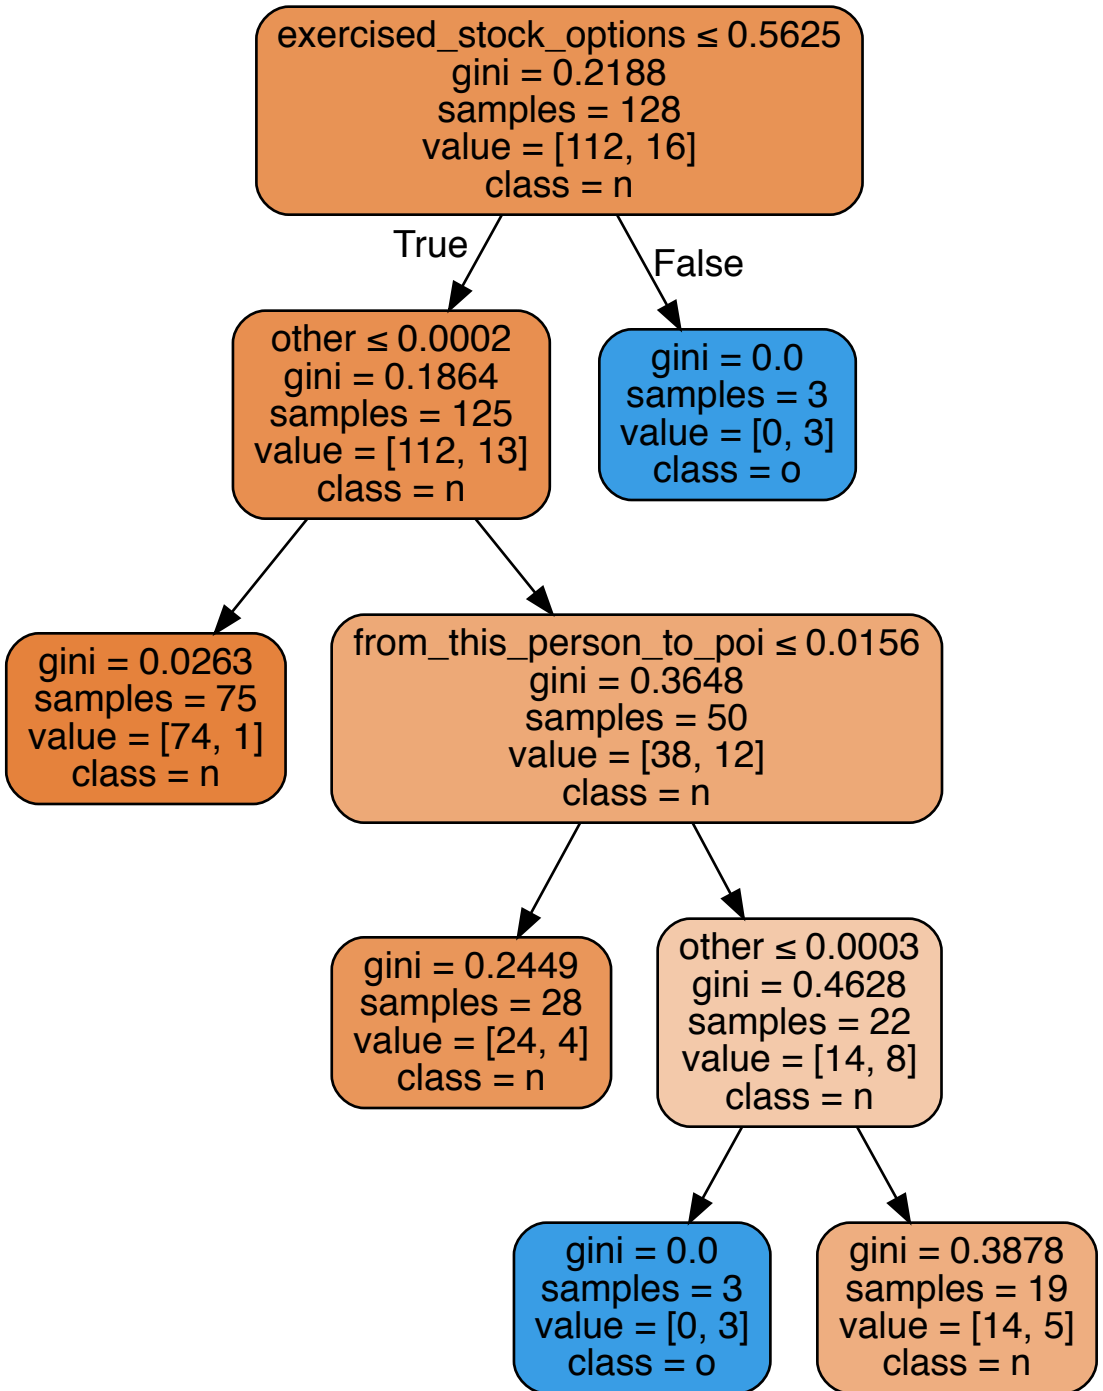 exercised_stock_options ≤ 0.5625
gini = 0.2188
samples = 128
value = [112, 16]
class = n
True
False
other ≤ 0.0002
gini = 0.1864
samples = 125
value = [112, 13]
class = n
gini = 0.0
samples = 3
value = [0, 3]
class = o
gini = 0.0263
samples = 75
value = [74, 1]
class = n
from_this_person_to_poi ≤ 0.0156
gini = 0.3648
samples = 50
value = [38, 12]
class = n
gini = 0.2449
samples = 28
value = [24, 4]
class = n
other ≤ 0.0003
gini = 0.4628
samples = 22
value = [14, 8]
class = n
gini = 0.0
samples = 3
value = [0, 3]
class = o
gini = 0.3878
samples = 19
value = [14, 5]
class = n